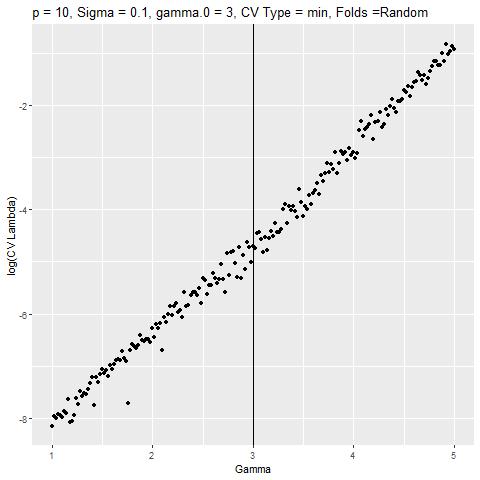 p = 10, Sigma = 0.1, gamma.0 = 3, CV Type = min, Folds =Random
-2
-4
-6
-8
log(CV Lambda)
1 2 3 4 5
Gamma